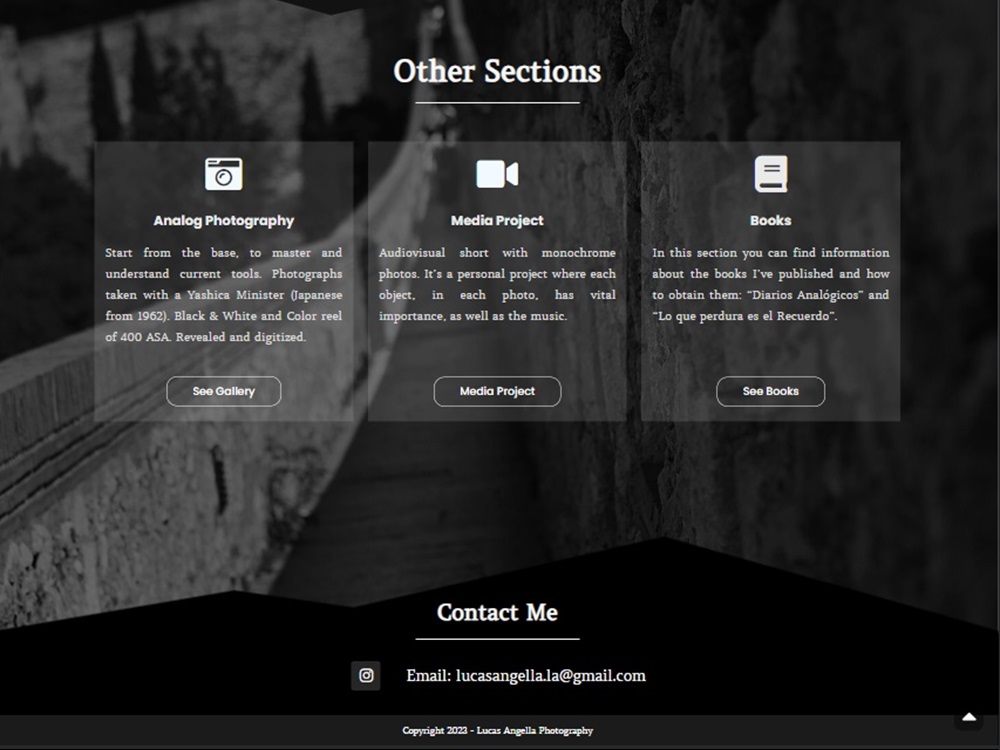 Other Sections
Analog Photography
Start from the base, to master and
understand current tools. Photographs
taken with a Yashica Minister (Japanese
from 1962). Black & White and Color reel
of 400 ASA. Revealed and digitized.
See Gallery
Media Project
Audiovisual short with monochrome
photos. It's a personal project where each
object, in each photo, has vital
importance, as well as the music.
Media Project
Books
In this section you can find information
about the books I've published and how
to obtain them: “Diarios Analógicos” and
“Lo que perdura es el Recuerdo”.
See Books
Contact Me
Email: lucasangella.la@gmail.com
Copyright 2023 - Lucas Angella Photography